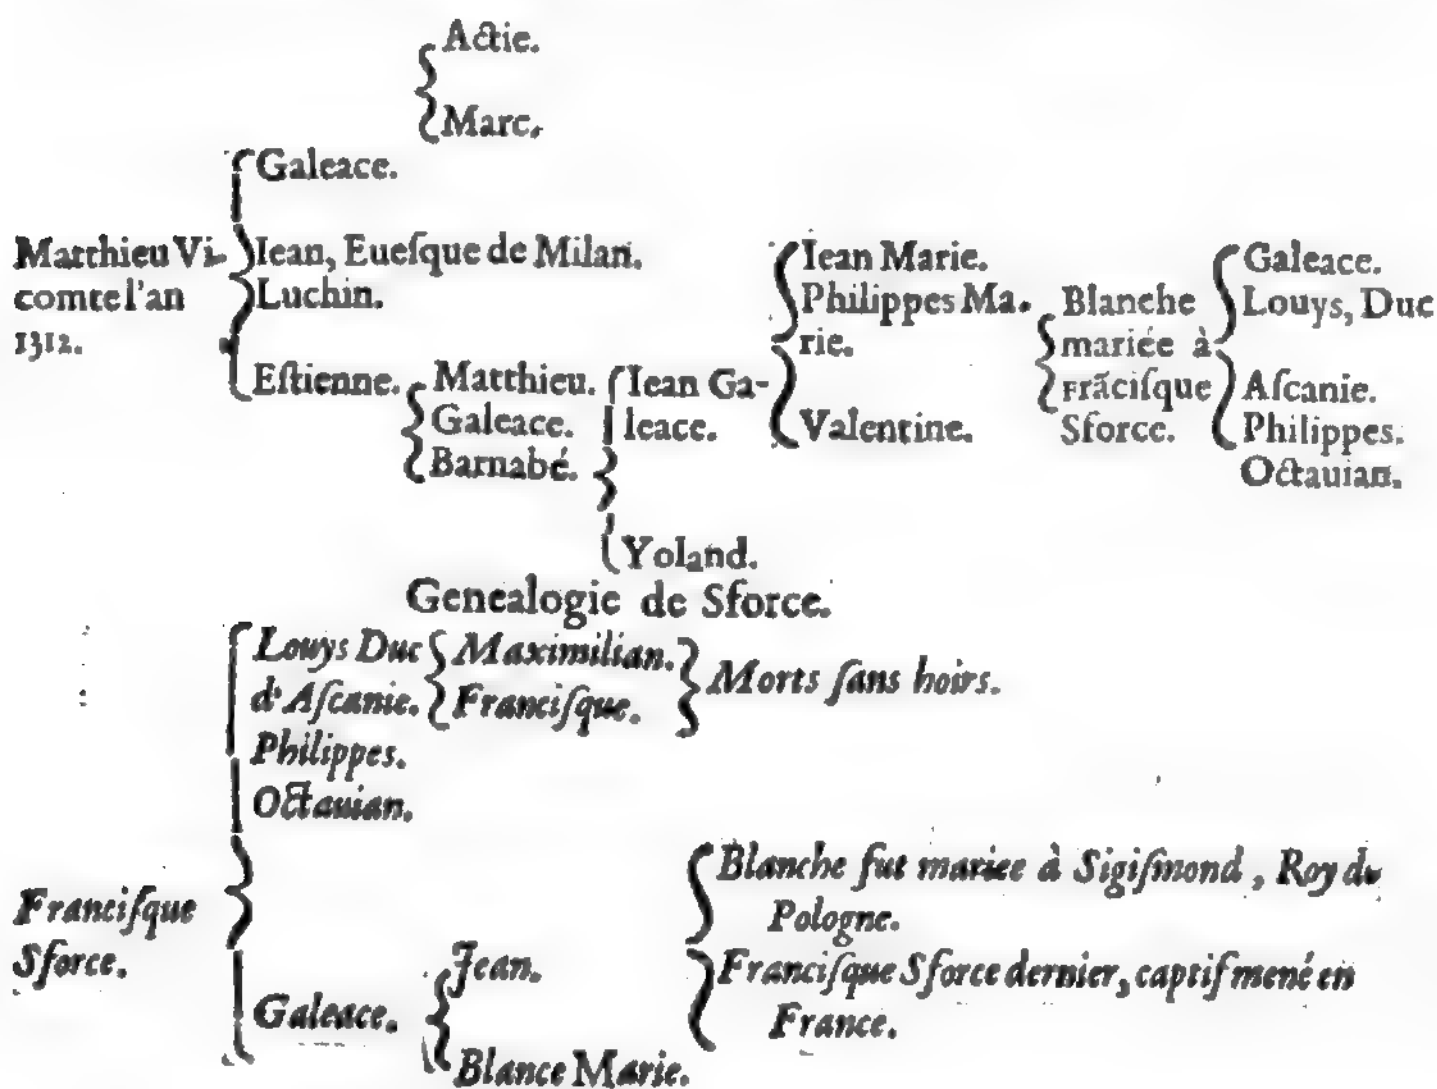 Actie.
Marc.
Galeace.
Matthieu Vi-
comte l'an
1312.
Iean, Eueſque de Milan.
Luchin.
Eſtienne.
Matthieu.
Galeace.
Barnabé.
Iean Ga-
leace.
Yoland.
Iean Marie.
Philippes Ma-
rie.
Valentine.
Blanche
mariée à
Frãciſque
Sforce.
Galeace.
Louys, Duc
Aſcanie.
Philippes.
Octauian.
Genealogie de Sforce.
Franciſque
Sforce.
Louys Duc
d'Aſcanie.
Philippes.
Octauian.
Maximilian.
Franciſque.
Morts ſans hoirs.
Galeace.
Jean.
Blance Marie.
Blanche fut mariee à Sigiſmond, Roy de
Pologne.
Franciſque Sforce dernier, captif mené en
France.